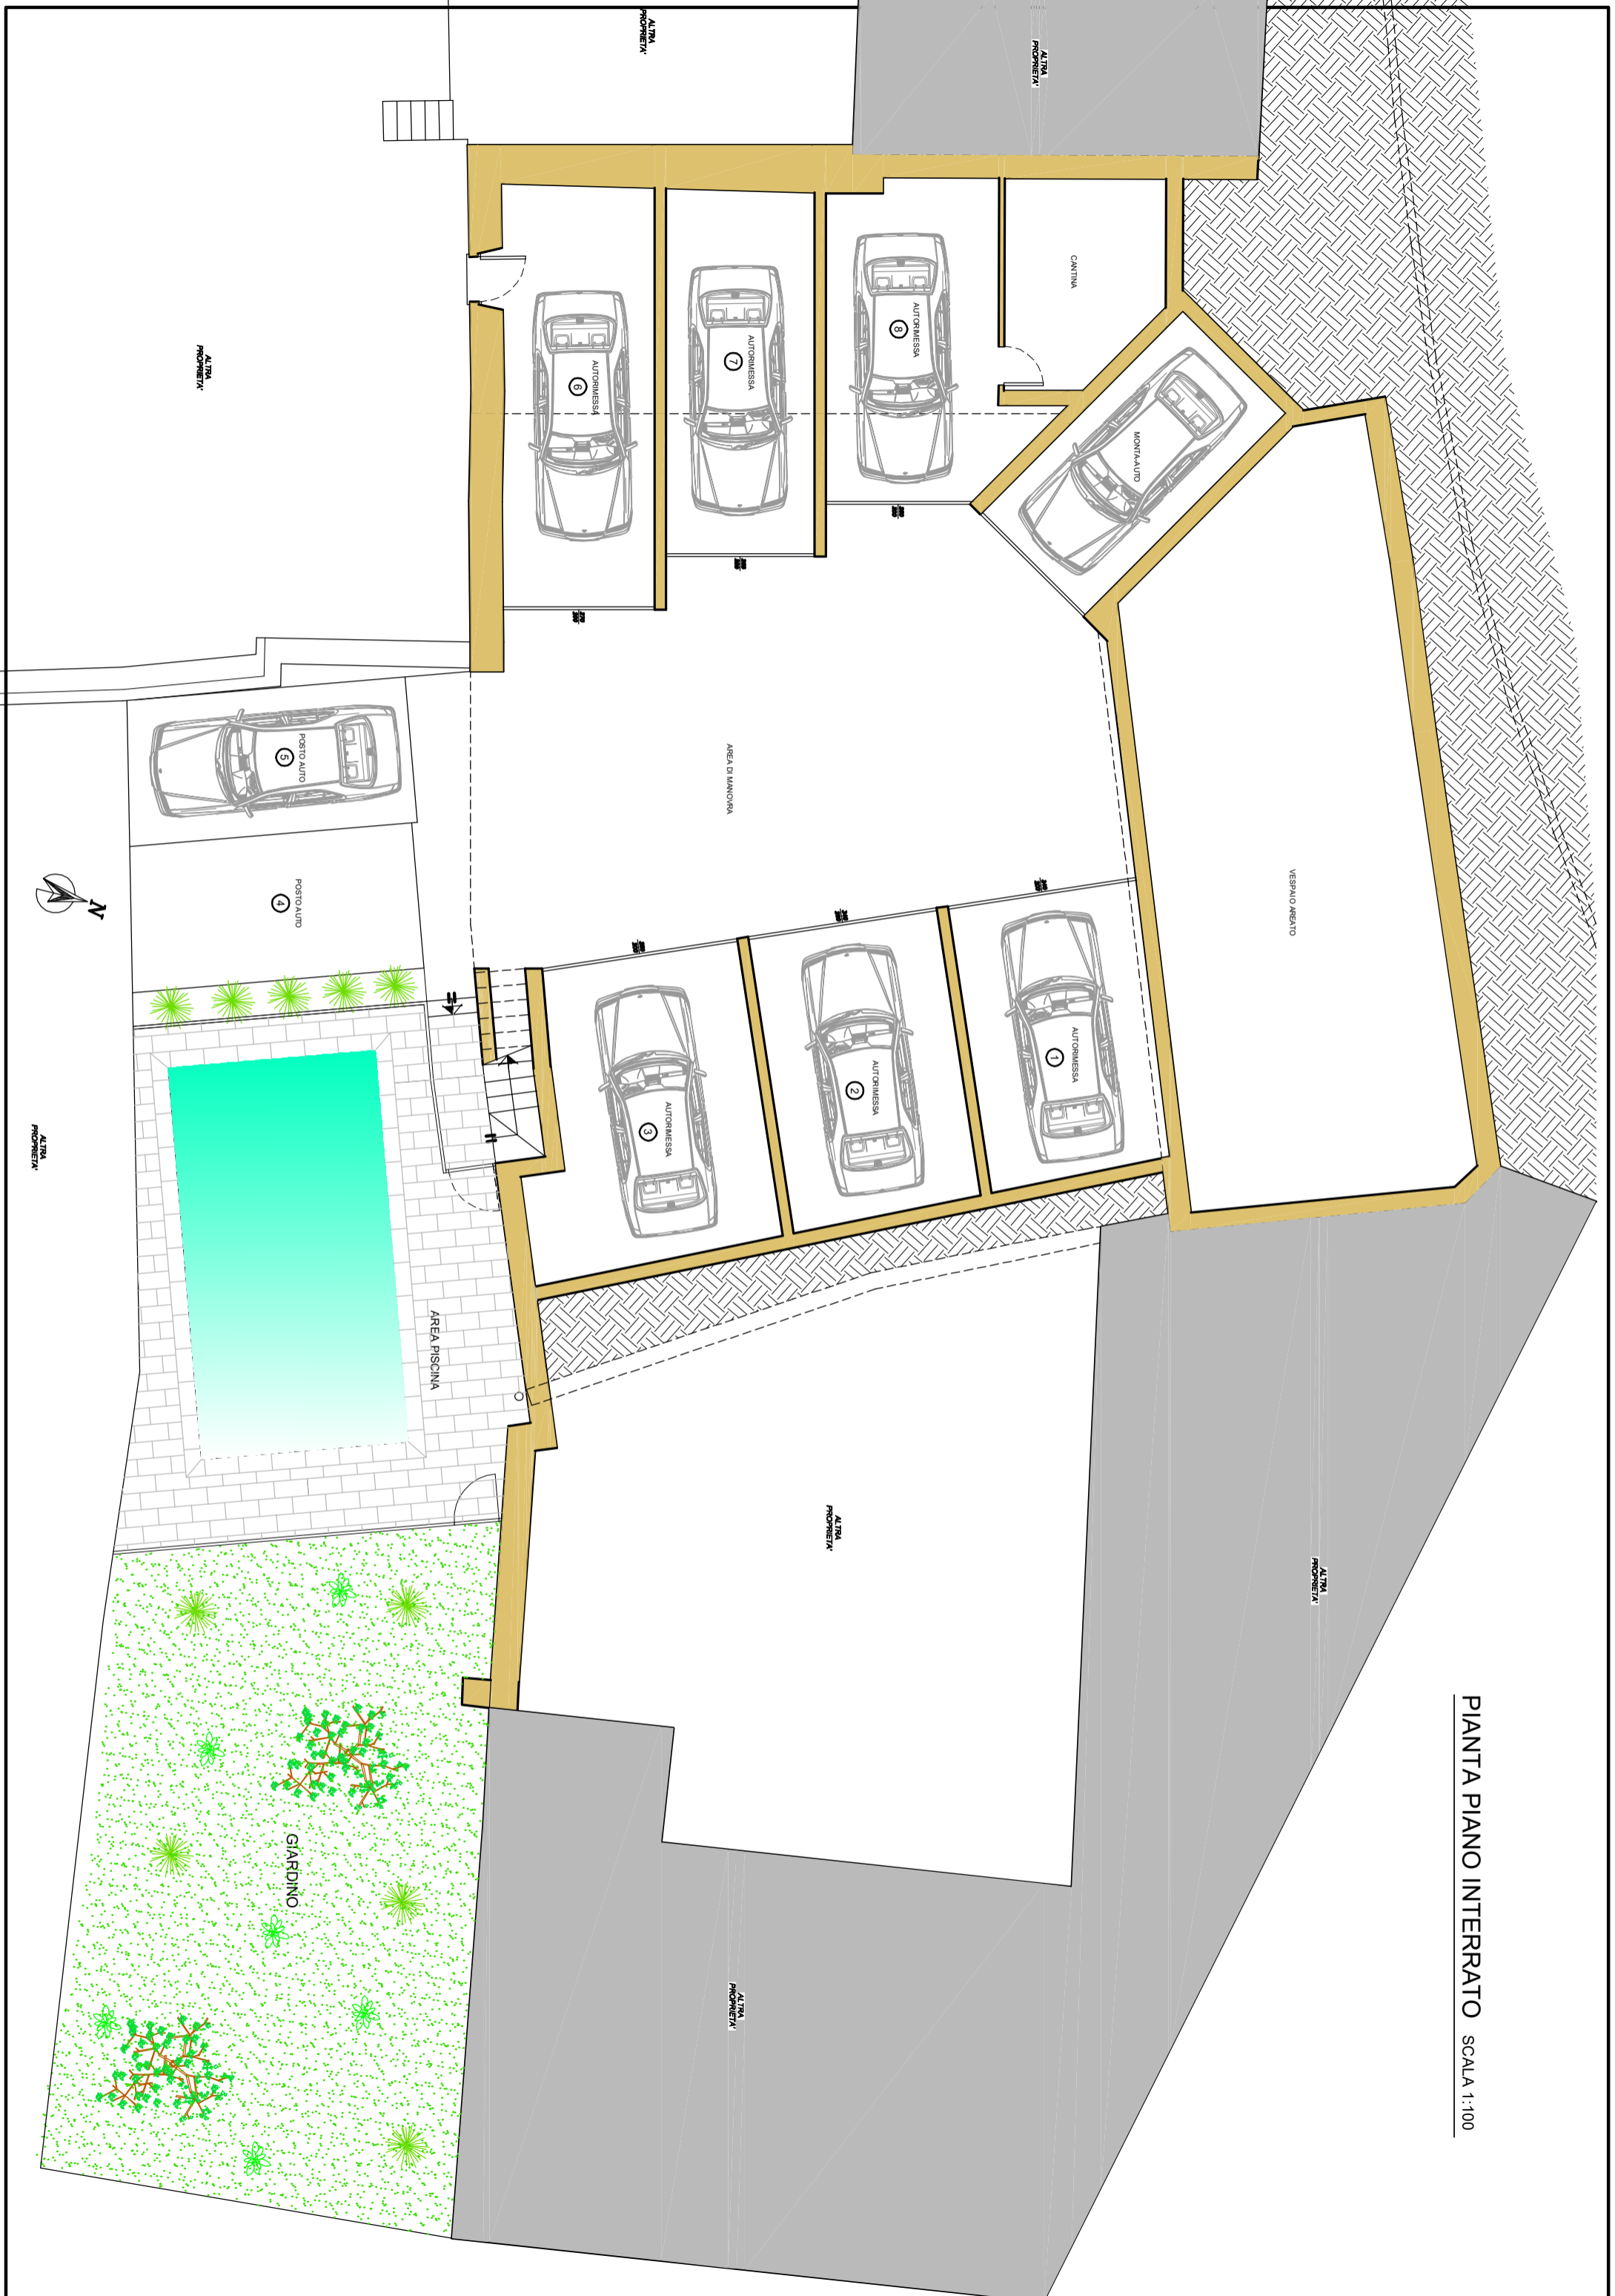 PIANTA PIANO INTERRATO SCALA 1:100
ALTRA
PROPRIETA'
ALTRA
PROPRIETA'
ALTRA
PROPRIETA'
CANTINA
AUTORIMESSA
8
AUTORIMESSA
7
AUTORIMESSA
6
MONTA-AUTO
VESPAIO AREATO
AREA DI MANOVRA
POSTO AUTO
5
POSTO AUTO
4
N
AUTORIMESSA
1
AUTORIMESSA
2
AUTORIMESSA
3
AREA PISCINA
ALTRA
PROPRIETA'
ALTRA
PROPRIETA'
ALTRA
PROPRIETA'
GIARDINO
ALTRA
PROPRIETA'